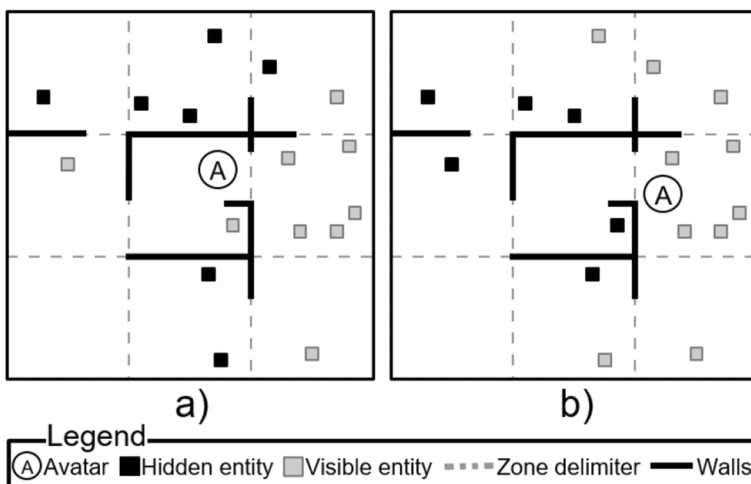 A
A
a)
b)
Legend
A Avatar Hidden entity Visible entity Zone delimiter Walls